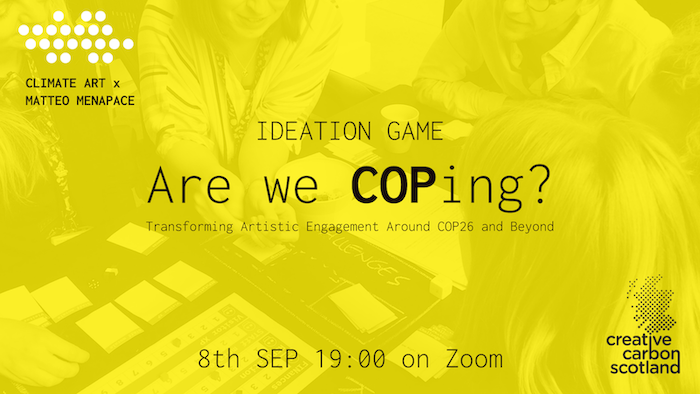 CLIMATE ART x
MATTEO MENAPACE
IDEATION GAME
Are we COPing?
Transforming Artistic Engagement Around COP26 and Beyond
CHALLENGES
8th SEP 19:00 on Zoom
creative
carbon
scotland